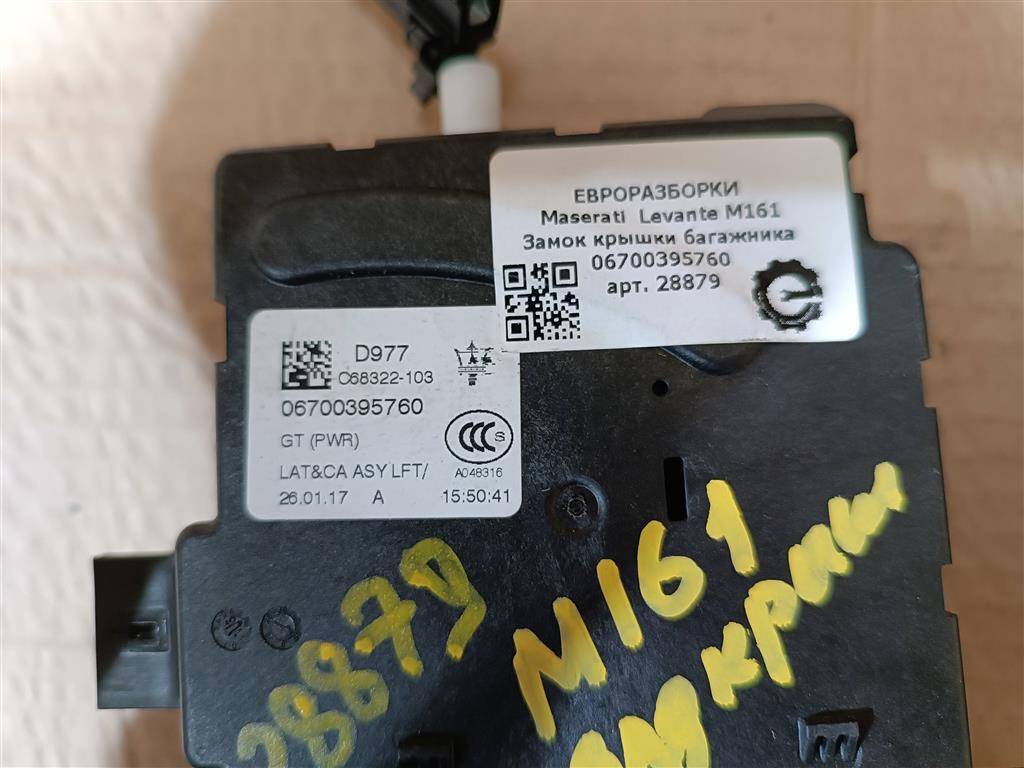 ЕВРОРАЗБОРКИ
Maserati Levante M161
Замок крышки багажника
06700395760
арт. 28879
D977
C68322-103
06700395760
GT (PWR)
LAT&CA ASY LFT/
26.01.17 A
CCC S
A048316
15:50:41
28879
M161